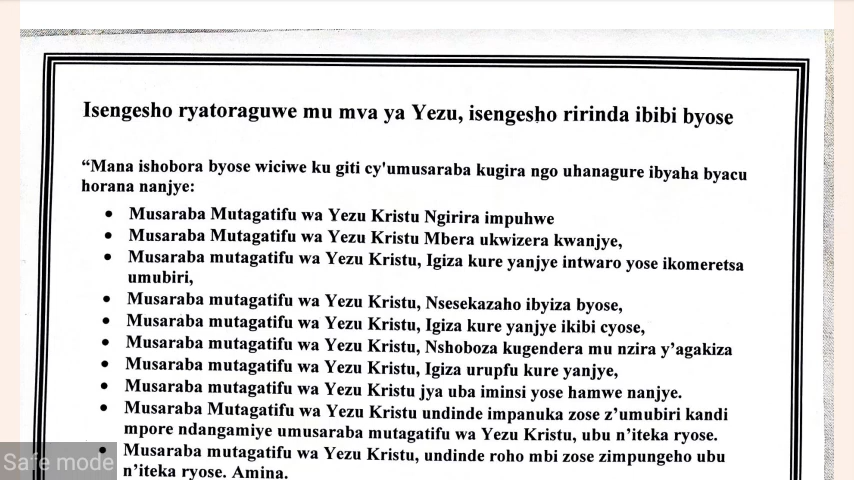 Isengesho ryatoraguwe mu mva ya Yezu, isengesho ririnda ibibi byose
“Mana ishobora byose wiciwe ku giti cy'umusaraba kugira ngo uhanagure ibyaha byacu
horana nanjye:
• Musaraba Mutagatifu wa Yezu Kristu Ngirira impuhwe
• Musaraba Mutagatifu wa Yezu Kristu Mbera ukwizera kwanjye,
• Musaraba mutagatifu wa Yezu Kristu, Igiza kure yanjye intwaro yose ikomeretsa
umubiri,
• Musaraba mutagatifu wa Yezu Kristu, Nsesekazaho ibyiza byose,
• Musaraba mutagatifu wa Yezu Kristu, Igiza kure yanjye ikibi cyose,
• Musaraba mutagatifu wa Yezu Kristu, Nshoboza kugendera mu nzira y’agakiza
• Musaraba mutagatifu wa Yezu Kristu, Igiza urupfu kure yanjye,
• Musaraba mutagatifu wa Yezu Kristu jya uba iminsi yose hamwe nanjye.
• Musaraba Mutagatifu wa Yezu Kristu undinde impanuka zose z’umubiri kandi
mpore ndangamiye umusaraba mutagatifu wa Yezu Kristu, ubu n’iteka ryose.
• Musaraba mutagatifu wa Yezu Kristu, undinde roho mbi zose zimpungeho ubu
n’iteka ryose. Amina.
Safe mode